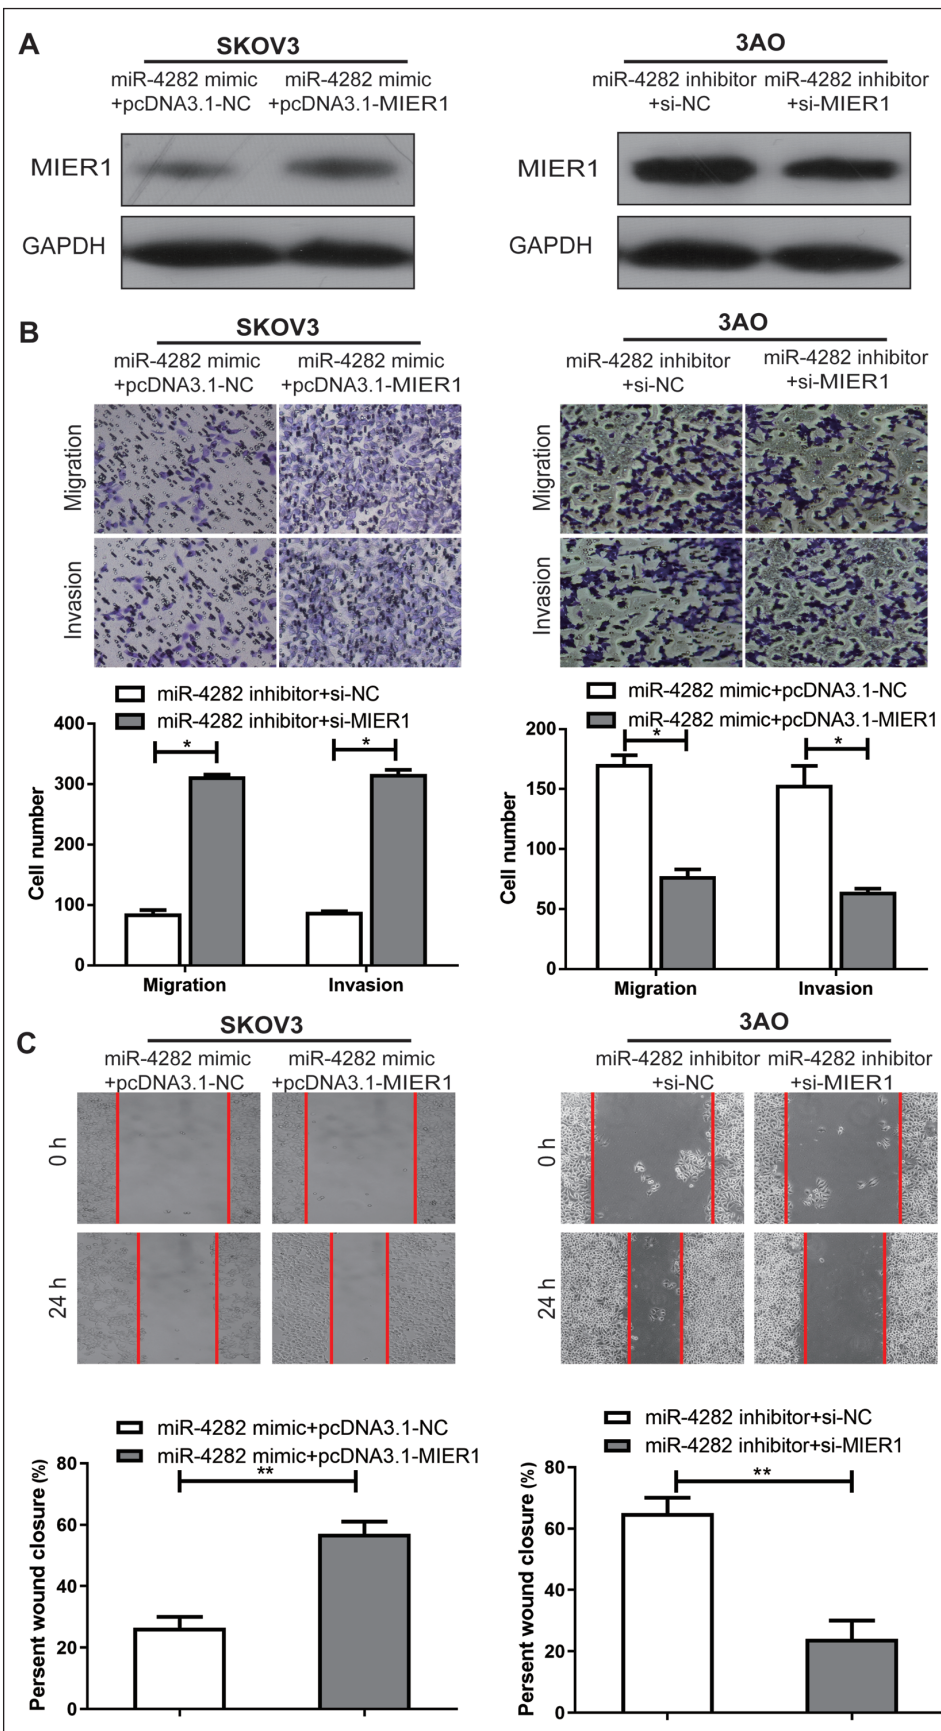 A
SKOV3
miR-4282 mimic
+pcDNA3.1-NC
miR-4282 mimic
+pcDNA3.1-MIER1
3AO
miR-4282 inhibitor
+si-NC
miR-4282 inhibitor
+si-MIER1
MIER1
GAPDH
MIER1
GAPDH
B
SKOV3
miR-4282 mimic
+pcDNA3.1-NC
miR-4282 mimic
+pcDNA3.1-MIER1
3AO
miR-4282 inhibitor
+si-NC
miR-4282 inhibitor
+si-MIER1
Migration
Invasion
Migration
Invasion
miR-4282 inhibitor+si-NC
miR-4282 inhibitor+si-MIER1
400
300
200
100
0
Cell number
*
*
Migration
Invasion
miR-4282 mimic+pcDNA3.1-NC
miR-4282 mimic+pcDNA3.1-MIER1
200
150
100
50
0
Cell number
*
*
Migration
Invasion
C
SKOV3
miR-4282 mimic
+pcDNA3.1-NC
miR-4282 mimic
+pcDNA3.1-MIER1
3AO
miR-4282 inhibitor
+si-NC
miR-4282 inhibitor
+si-MIER1
0 h
24 h
0 h
24 h
miR-4282 mimic+pcDNA3.1-NC
miR-4282 mimic+pcDNA3.1-MIER1
80
60
40
20
0
Persent wound closure (%)
**
miR-4282 inhibitor+si-NC
miR-4282 inhibitor+si-MIER1
80
60
40
20
0
Persent wound closure (%)
**